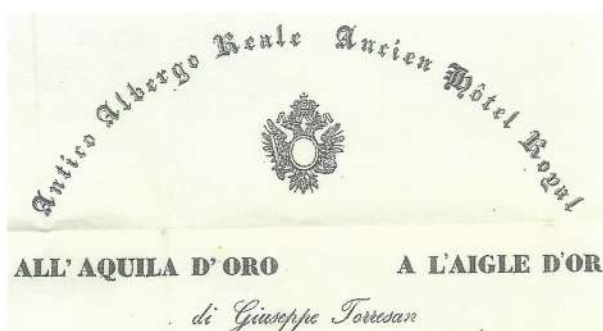 Antico Albergo Reale Ancien Hôtel Royal
ALL' AQUILA D' ORO A L'AIGLE D'OR
di Giuseppe Torresan